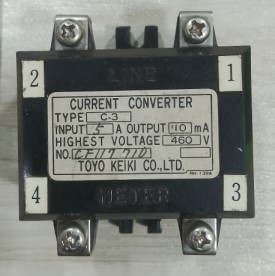 LINE
2 1
CURRENT CONVERTER
TYPE C-3
INPUT 5 A OUTPUT 10 mA
HIGHEST VOLTAGE 460 V
NO.
TOYO KEIKI CO., LTD.
4 3
METER